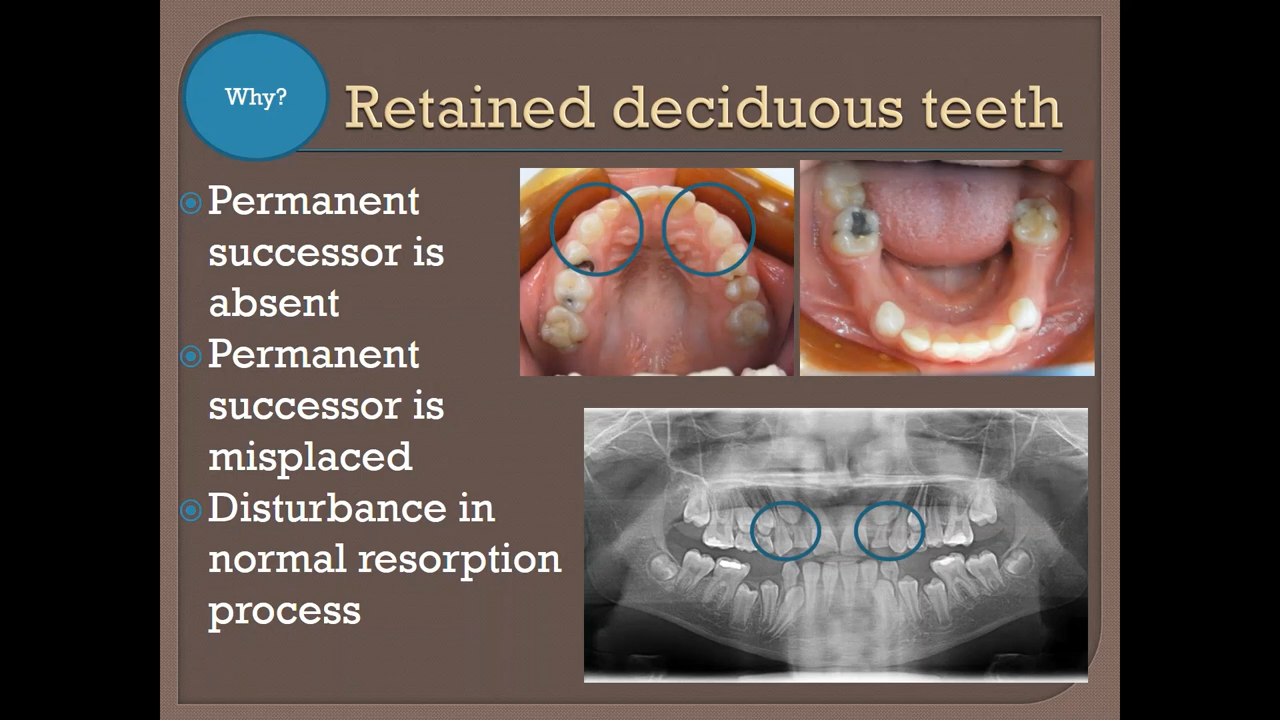 Why?
Retained deciduous teeth
Permanent
successor is
absent
Permanent
successor is
misplaced
Disturbance in
normal resorption
process